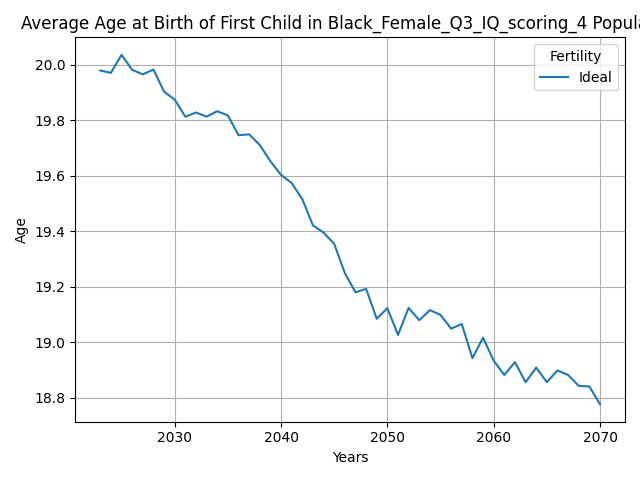 Average Age at Birth of First Child in Black_Female_Q3_IQ_scoring_4 Popula
Fertility
Ideal
20.0
19.8
19.6
19.4
19.2
19.0
18.8
Age
2030 2040 2050 2060 2070
Years